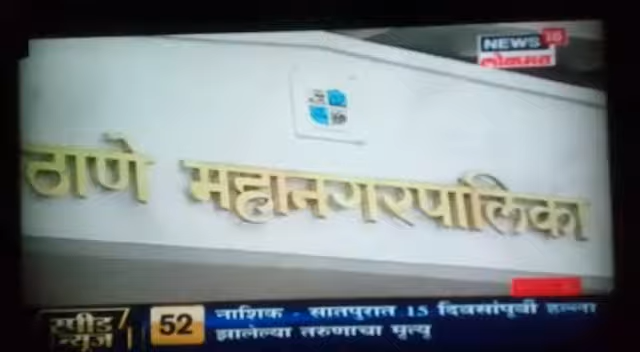 NEWS 18
लोकमत
ठाणे महानगरपालिका
स्पीड न्यूज
52
नाशिक - सातपुरात 15 दिवसांपूर्वी हल्ला
झालेल्या तरुणाचा मृत्यू